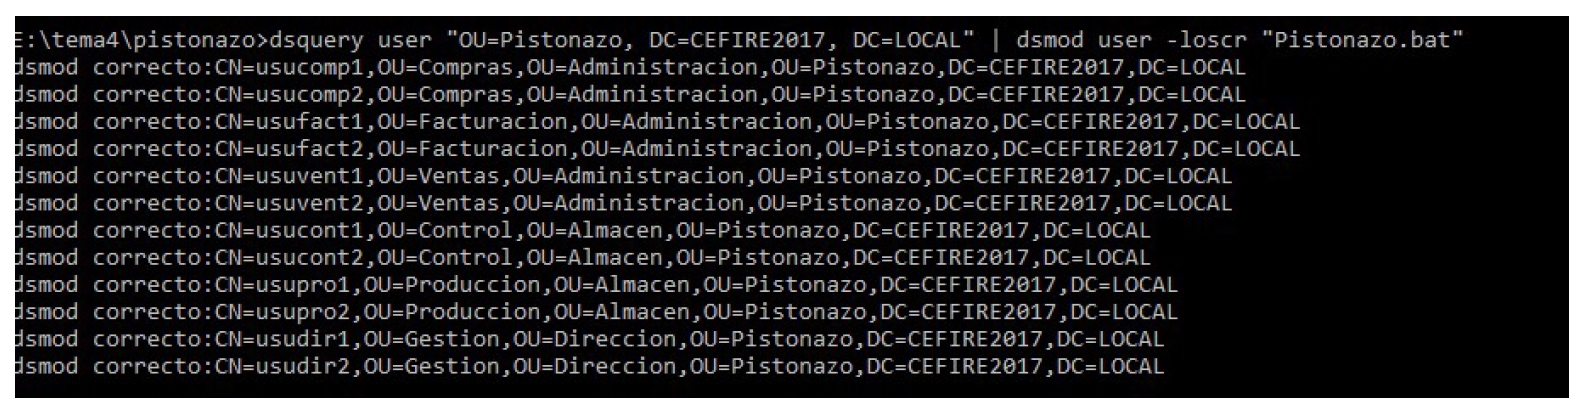 E:\tema4\pistonazo>dsquery user "OU=Pistonazo, DC=CEFIRE2017, DC=LOCAL" | dsmod user -loscr "Pistonazo.bat"
dsmod correcto:CN=usucomp1,OU=Compras,OU=Administracion,OU=Pistonazo,DC=CEFIRE2017,DC=LOCAL
dsmod correcto:CN=usucomp2,OU=Compras,OU=Administracion,OU=Pistonazo,DC=CEFIRE2017,DC=LOCAL
dsmod correcto:CN=usufact1,OU=Facturacion,OU=Administracion,OU=Pistonazo,DC=CEFIRE2017,DC=LOCAL
dsmod correcto:CN=usufact2,OU=Facturacion,OU=Administracion,OU=Pistonazo,DC=CEFIRE2017,DC=LOCAL
dsmod correcto:CN=usuvent1,OU=Ventas,OU=Administracion,OU=Pistonazo,DC=CEFIRE2017,DC=LOCAL
dsmod correcto:CN=usuvent2,OU=Ventas,OU=Administracion,OU=Pistonazo,DC=CEFIRE2017,DC=LOCAL
dsmod correcto:CN=usucont1,OU=Control,OU=Almacen,OU=Pistonazo,DC=CEFIRE2017,DC=LOCAL
dsmod correcto:CN=usucont2,OU=Control,OU=Almacen,OU=Pistonazo,DC=CEFIRE2017,DC=LOCAL
dsmod correcto:CN=usupro1,OU=Produccion,OU=Almacen,OU=Pistonazo,DC=CEFIRE2017,DC=LOCAL
dsmod correcto:CN=usupro2,OU=Produccion,OU=Almacen,OU=Pistonazo,DC=CEFIRE2017,DC=LOCAL
dsmod correcto:CN=usudir1,OU=Gestion,OU=Direccion,OU=Pistonazo,DC=CEFIRE2017,DC=LOCAL
dsmod correcto:CN=usudir2,OU=Gestion,OU=Direccion,OU=Pistonazo,DC=CEFIRE2017,DC=LOCAL